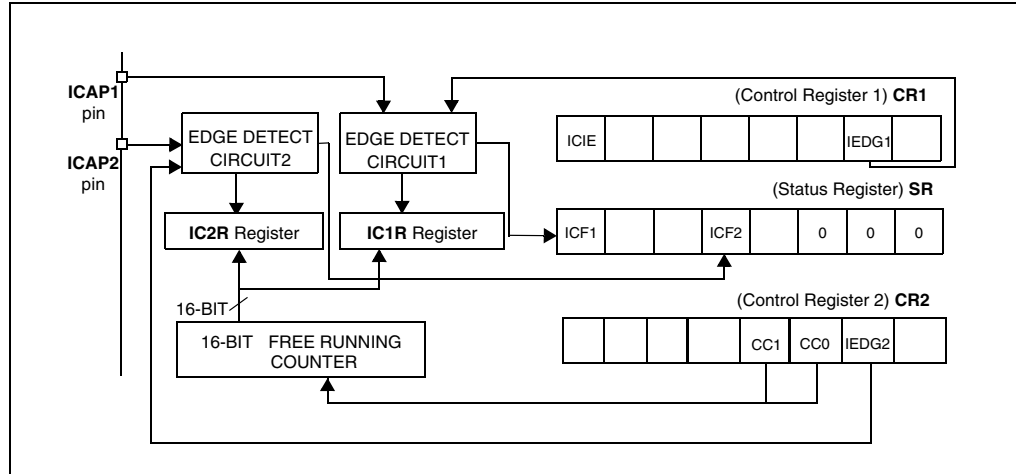 ICAP1
pin
ICAP2
pin
EDGE DETECT
CIRCUIT2
EDGE DETECT
CIRCUIT1
IC2R Register
IC1R Register
16-BIT
16-BIT FREE RUNNING
COUNTER
(Control Register 1) CR1
ICIE IEDG1
(Status Register) SR
ICF1 ICF2 0 0 0
(Control Register 2) CR2
CC1 CC0 IEDG2